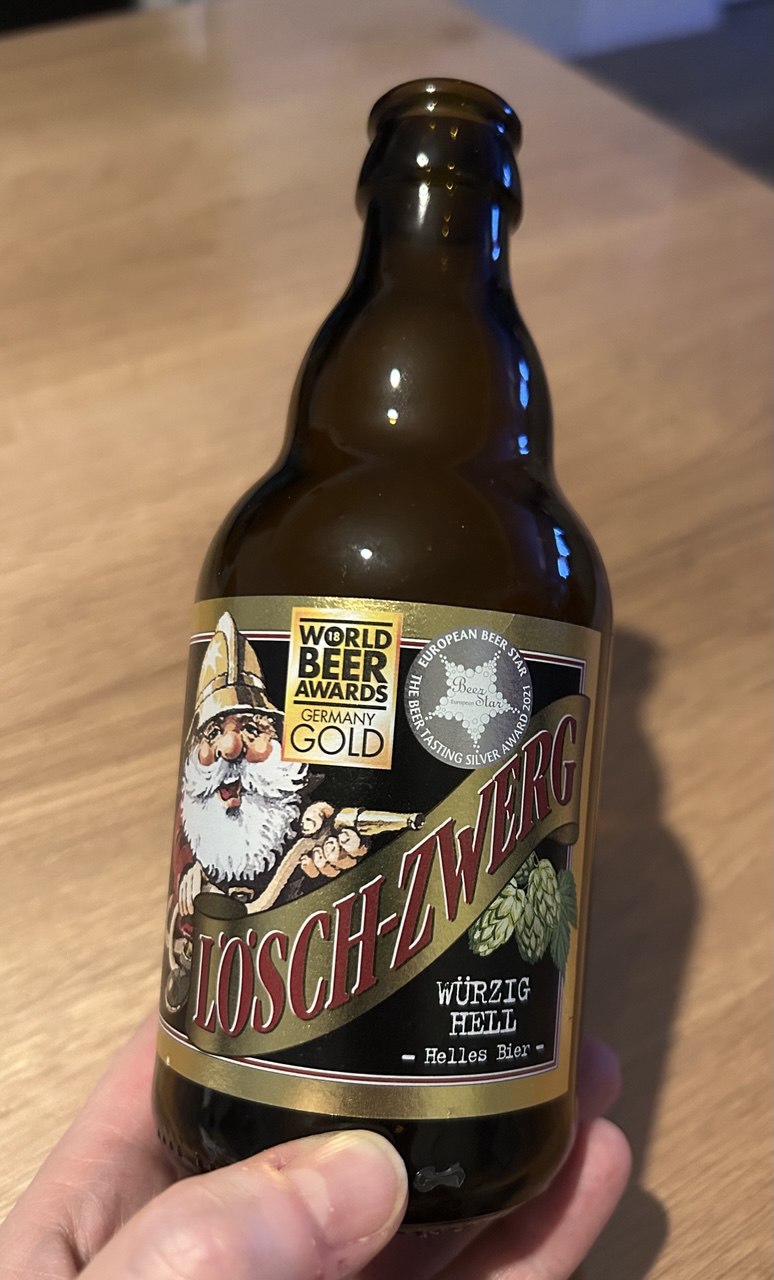 WORLD
18
BEER
AWARDS
GERMANY
GOLD
EUROPEAN BEER STAR
Beer
European Star
THE BEER TASTING SILVER AWARD 2021
LÖSCH-ZWERG
WÜRZIG
HELL
- Helles Bier -